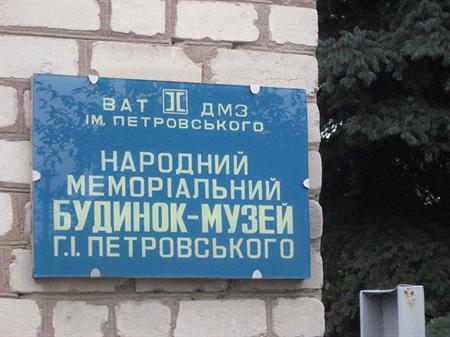 ВАТ ДМЗ
ІМ. ПЕТРОВСЬКОГО
НАРОДНИЙ
МЕМОРІАЛЬНИЙ
БУДИНОК-МУЗЕЙ
Г.І. ПЕТРОВСЬКОГО